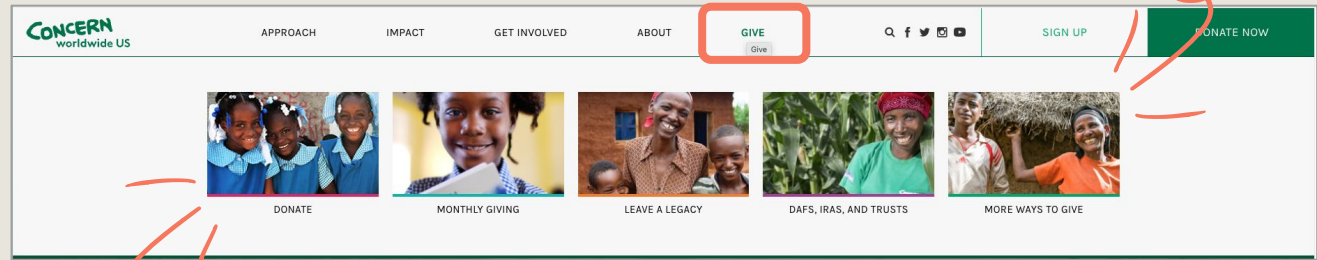 CONCERN
worldwide US
APPROACH IMPACT GET INVOLVED ABOUT GIVE SIGN UP DONATE NOW
Give
DONATE MONTHLY GIVING LEAVE A LEGACY DAFS, IRAS, AND TRUSTS MORE WAYS TO GIVE